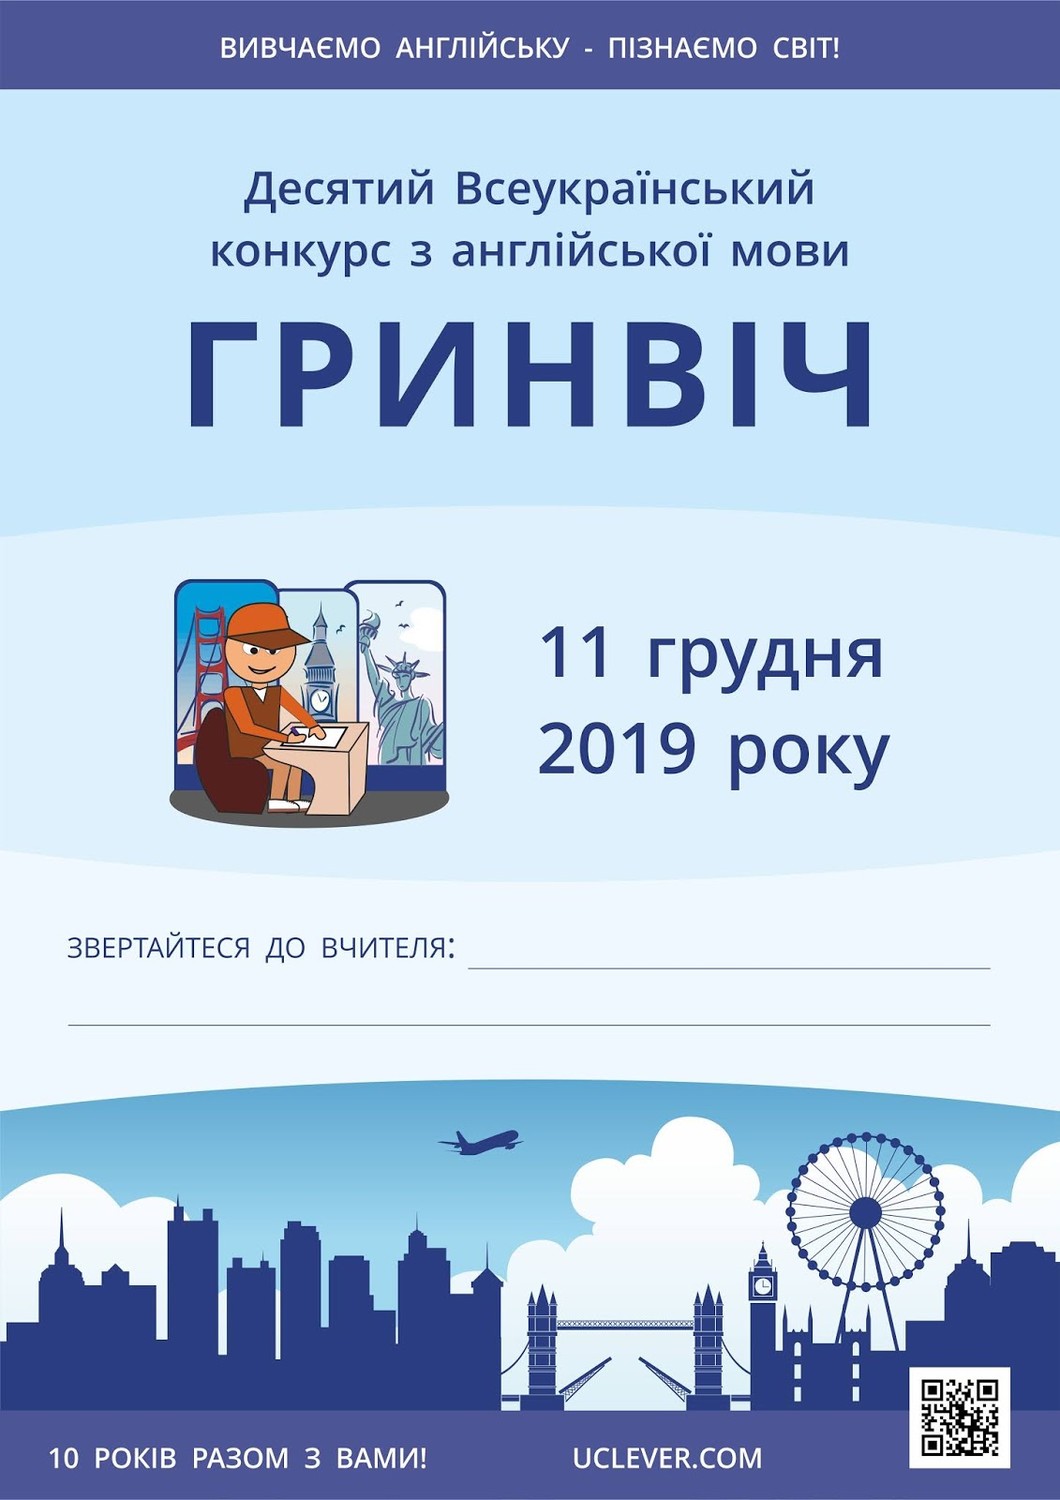 ВИВЧАЄМО АНГЛІЙСЬКУ - ПІЗНАЄМО СВІТ!
Десятий Всеукраїнський
конкурс з англійської мови
ГРИНВІЧ
11 грудня
2019 року
ЗВЕРТАЙТЕСЯ ДО ВЧИТЕЛЯ:
10 РОКІВ РАЗОМ З ВАМИ!
UCLEVER.COM